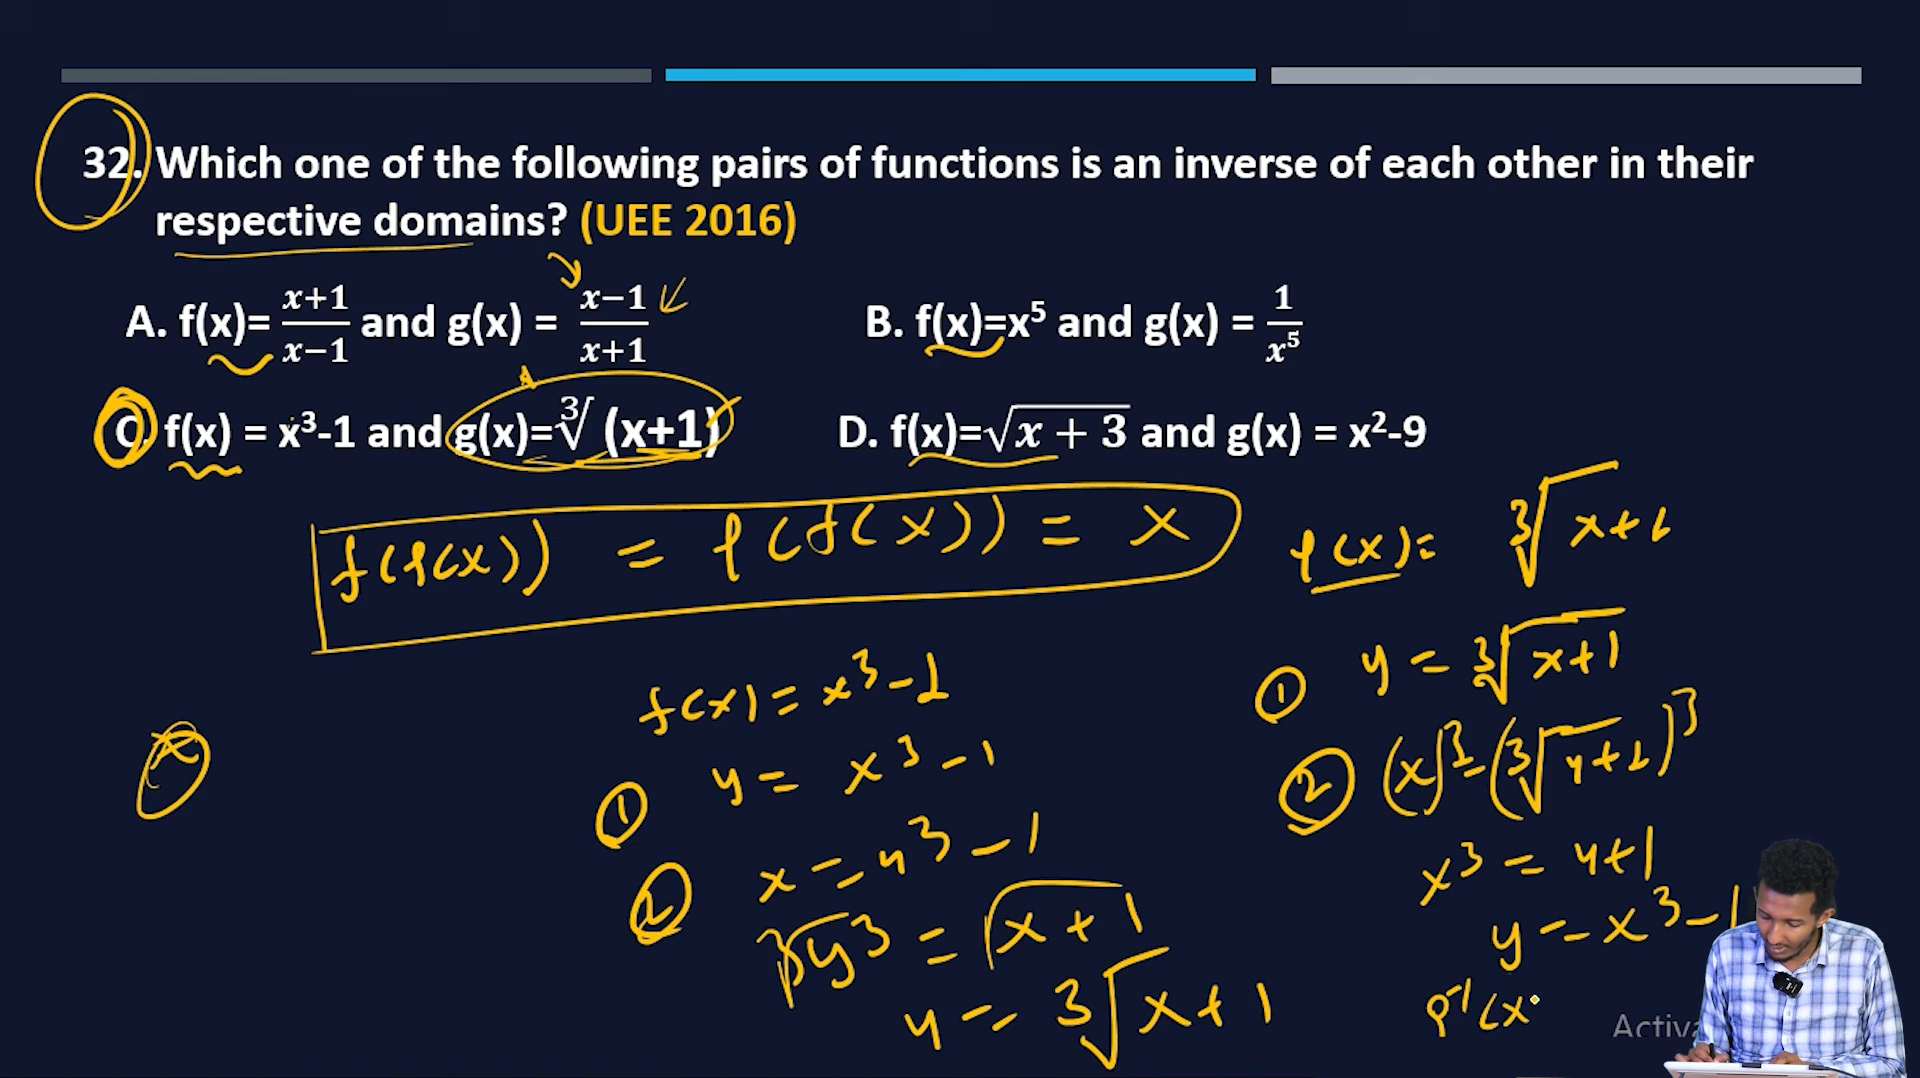 32. Which one of the following pairs of functions is an inverse of each other in their
respective domains? (UEE 2016)
A. f(x)= x+1/x−1 and g(x) = x−1/x+1
B. f(x)=x⁵ and g(x) = 1/x⁵
C. f(x) = x³-1 and g(x)=∛(x+1)
D. f(x)=√x + 3 and g(x) = x²-9
f(g(x)) = g(f(x)) = x
f(x) = x³-1
① y = x³-1
② x = y³-1
∛y³ = √x+1
y = ∛x+1
g(x) = ∛x+1
① y = ∛x+1
② (x)³ = (∛y+1)³
x³ = y+1
y = x³-1
g⁻¹(x
Activa